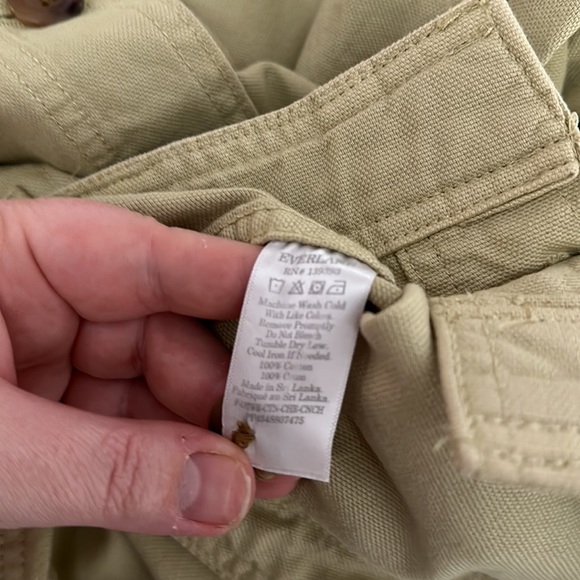 EVERLANE
RN# 139393
Machine Wash Cold
With Like Colors.
Remove Promptly
Do Not Bleach
Tumble Dry Low.
Cool Iron If Needed.
100% Cotton
100% Coton
Made in Sri Lanka.
Fabriqué au Sri Lanka.